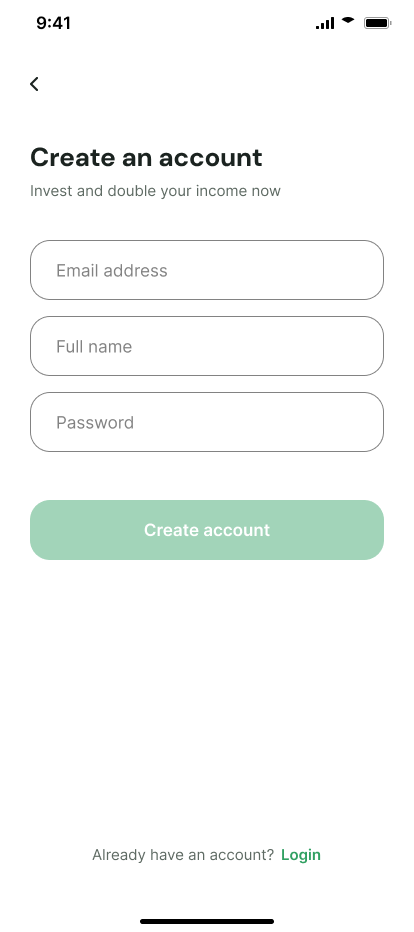 9:41
Create an account
Invest and double your income now
Email address
Full name
Password
Create account
Already have an account? Login